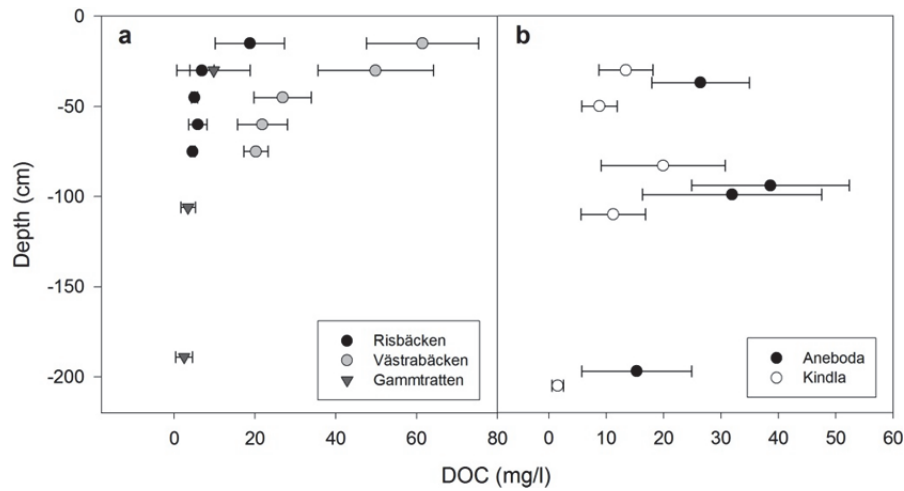 a
b
0
-50
-100
-150
-200
Depth (cm)
Risbäcken
Västrabäcken
Gammtratten
Aneboda
Kindla
0 20 40 60 80
0 10 20 30 40 50 60
DOC (mg/l)